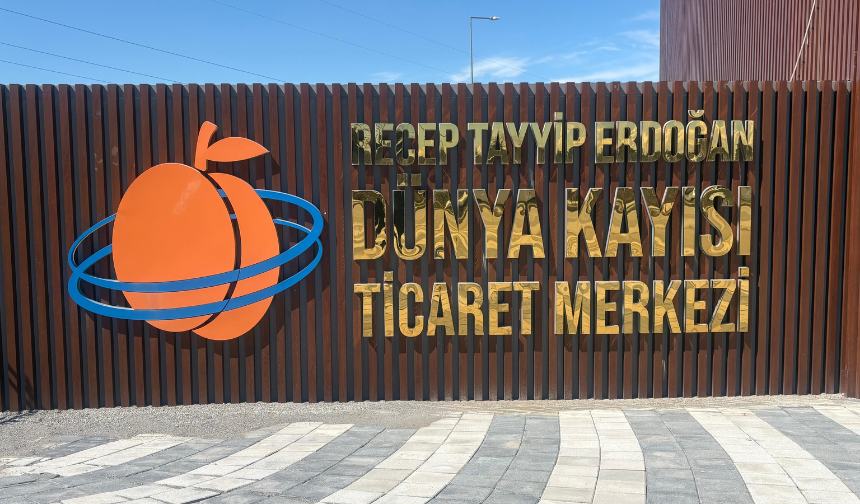 RECEP TAYYİP ERDOĞAN
DÜNYA KAYISI
TİCARET MERKEZİ